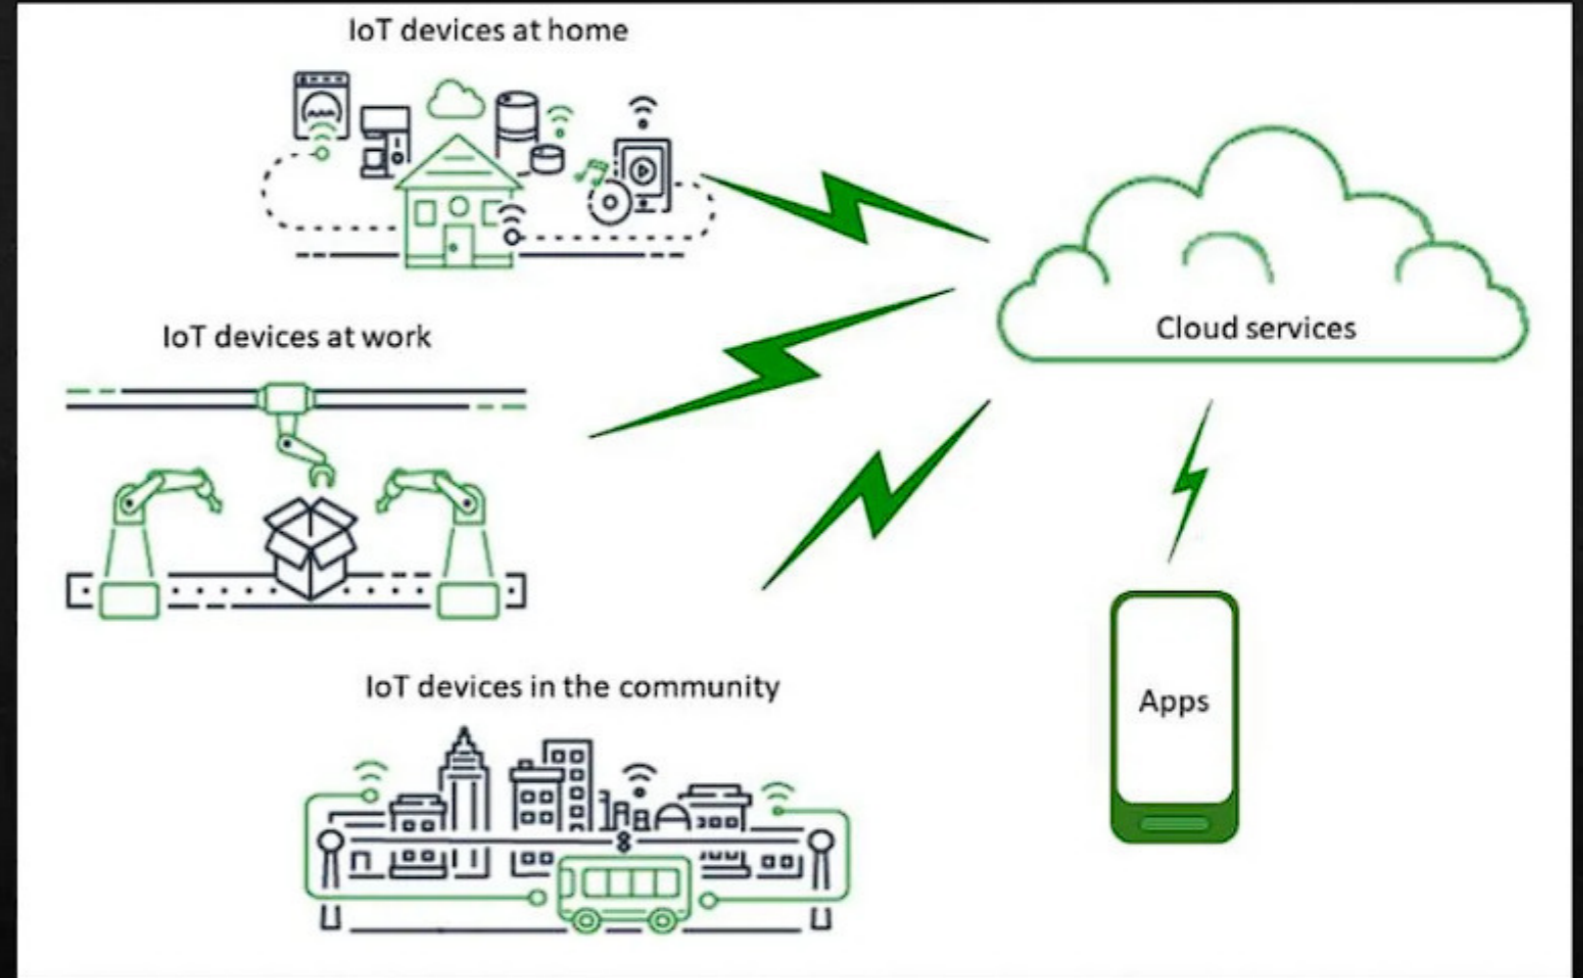 IoT devices at home
Cloud services
IoT devices at work
Apps
IoT devices in the community